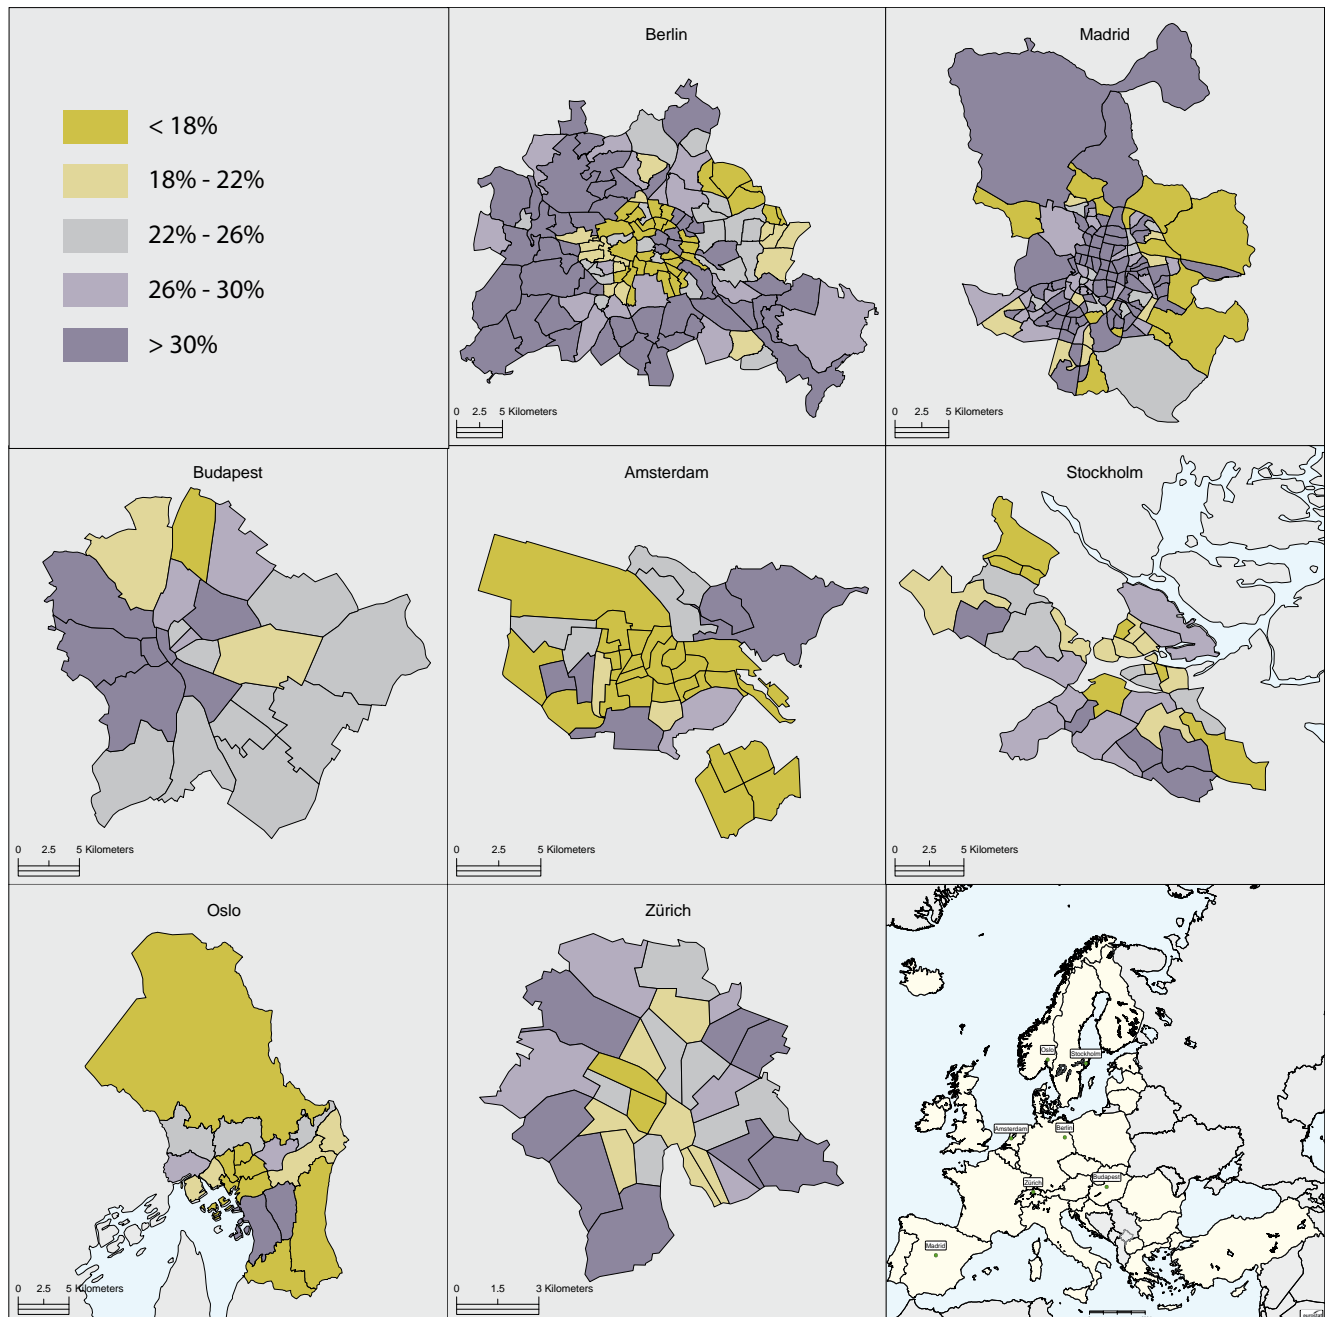 < 18%
18% - 22%
22% - 26%
26% - 30%
> 30%
Berlin
0 2.5 5 Kilometers
Madrid
0 2.5 5 Kilometers
Budapest
0 2.5 5 Kilometers
Amsterdam
0 2.5 5 Kilometers
Stockholm
0 2.5 5 Kilometers
Oslo
0 2.5 5 Kilometers
Zürich
0 1.5 3 Kilometers
Oslo
Stockholm
Amsterdam
Berlin
Zürich
Budapest
Madrid